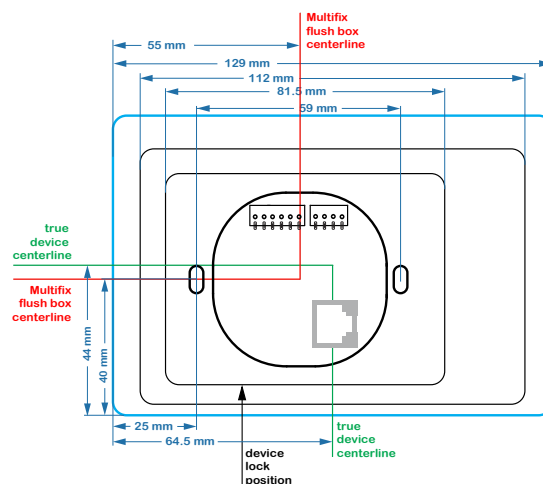 Multifix
flush box
centerline
55 mm
129 mm
112 mm
81.5 mm
59 mm
true
device
centerline
Multifix
flush box
centerline
44 mm
40 mm
25 mm
64.5 mm
device
lock
position
true
device
centerline